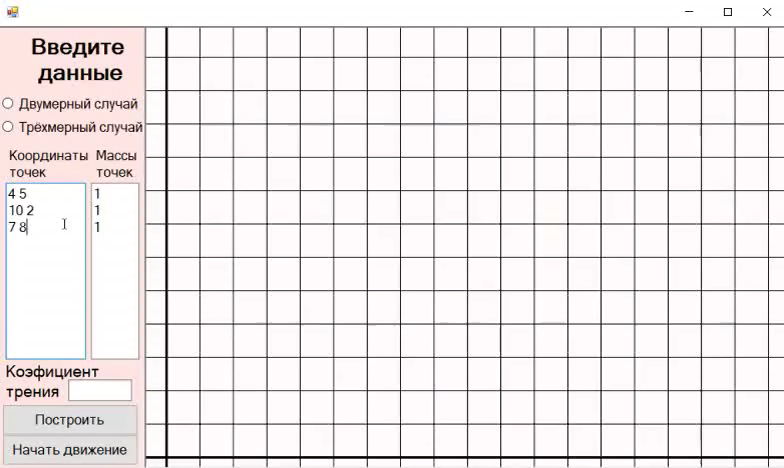 Введите
данные
Двумерный случай
Трёхмерный случай
Координаты точек
Массы точек
4 5
10 2
7 8
1
1
1
Коэфициент
трения
Построить
Начать движение